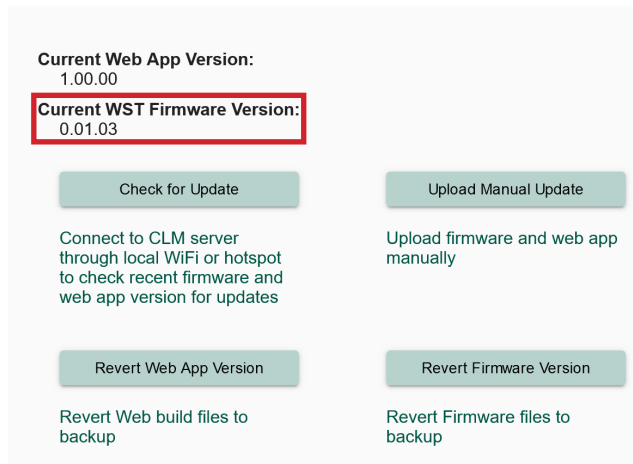 Current Web App Version:
1.00.00
Current WST Firmware Version:
0.01.03
Check for Update
Upload Manual Update
Connect to CLM server
through local WiFi or hotspot
to check recent firmware and
web app version for updates
Upload firmware and web app
manually
Revert Web App Version
Revert Firmware Version
Revert Web build files to
backup
Revert Firmware files to
backup